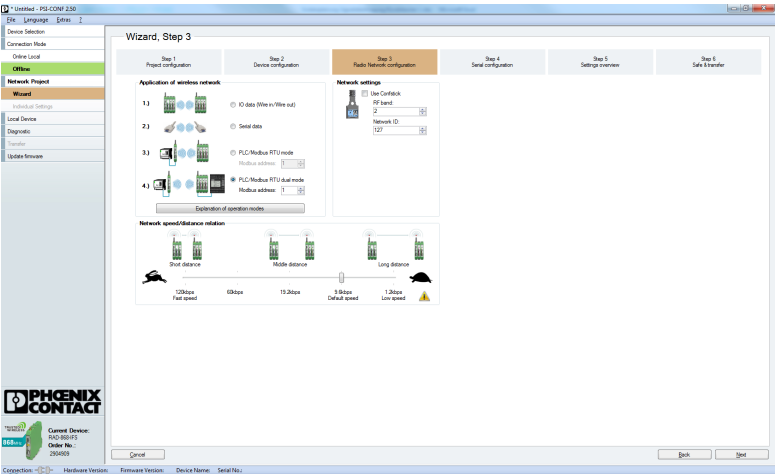 * Untitled - PSI-CONF 2.50
File Language Extras ?
Device Selection
Connection Mode
Online Local
Offline
Network Project
Wizard
Individual Settings
Local Device
Diagnostic
Transfer
Update firmware
Wizard, Step 3
Step 1
Project configuration
Step 2
Device configuration
Step 3
Radio Network configuration
Step 4
Serial configuration
Step 5
Settings overview
Step 6
Safe & transfer
Application of wireless network
1.) IO data (Wire in/Wire out)
2.) Serial data
3.) PLC/Modbus RTU mode
Modbus address: 1
4.) PLC/Modbus RTU dual mode
Modbus address: 1
Explanation of operation modes
Network settings
Use Confstick
RF band:
2
Network ID:
127
Network speed/distance relation
Short distance
Middle distance
Long distance
120kbps
Fast speed
60kbps
19.2kbps
9.6kbps
Default speed
1.2kbps
Low speed
PHŒNIX
CONTACT
TRUSTED
WIRELESS
868MHz
Current Device:
RAD-868-IFS
Order No.:
2904909
Cancel
Back
Next
Connection: Hardware Version: Firmware Version: Device Name: Serial No.: